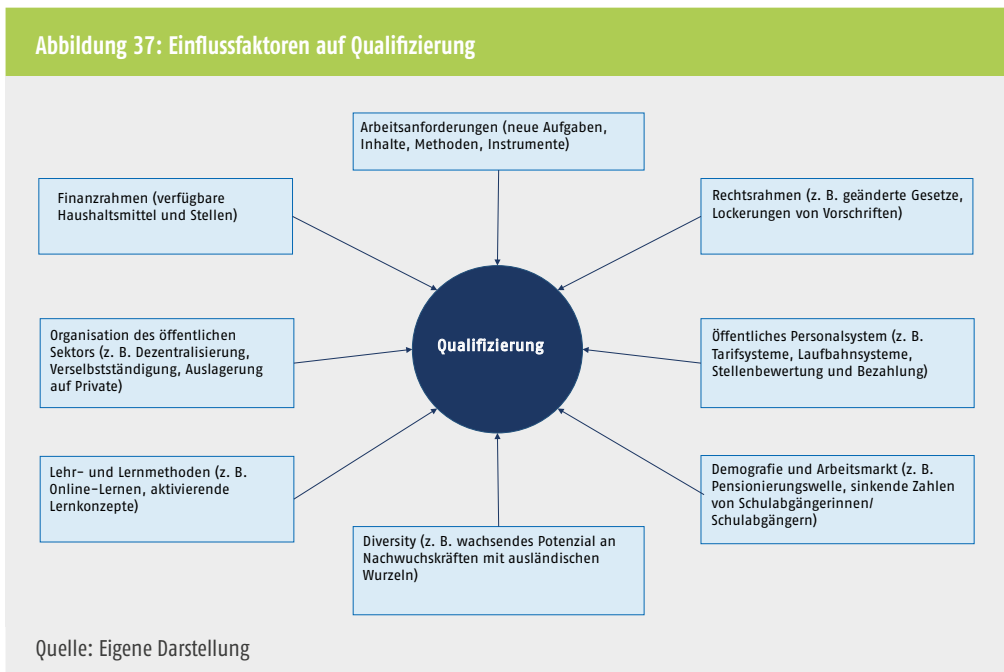 Abbildung 37: Einflussfaktoren auf Qualifizierung
Arbeitsanforderungen (neue Aufgaben,
Inhalte, Methoden, Instrumente)
Finanzrahmen (verfügbare
Haushaltsmittel und Stellen)
Rechtsrahmen (z. B. geänderte Gesetze,
Lockerungen von Vorschriften)
Organisation des öffentlichen
Sektors (z. B. Dezentralisierung,
Verselbstständigung, Auslagerung
auf Private)
Qualifizierung
Öffentliches Personalsystem (z. B.
Tarifsysteme, Laufbahnsysteme,
Stellenbewertung und Bezahlung)
Lehr- und Lernmethoden (z. B.
Online-Lernen, aktivierende
Lernkonzepte)
Demografie und Arbeitsmarkt (z. B.
Pensionierungswelle, sinkende Zahlen
von Schulabgängerinnen/
Schulabgängern)
Diversity (z. B. wachsendes Potenzial an
Nachwuchskräften mit ausländischen
Wurzeln)
Quelle: Eigene Darstellung